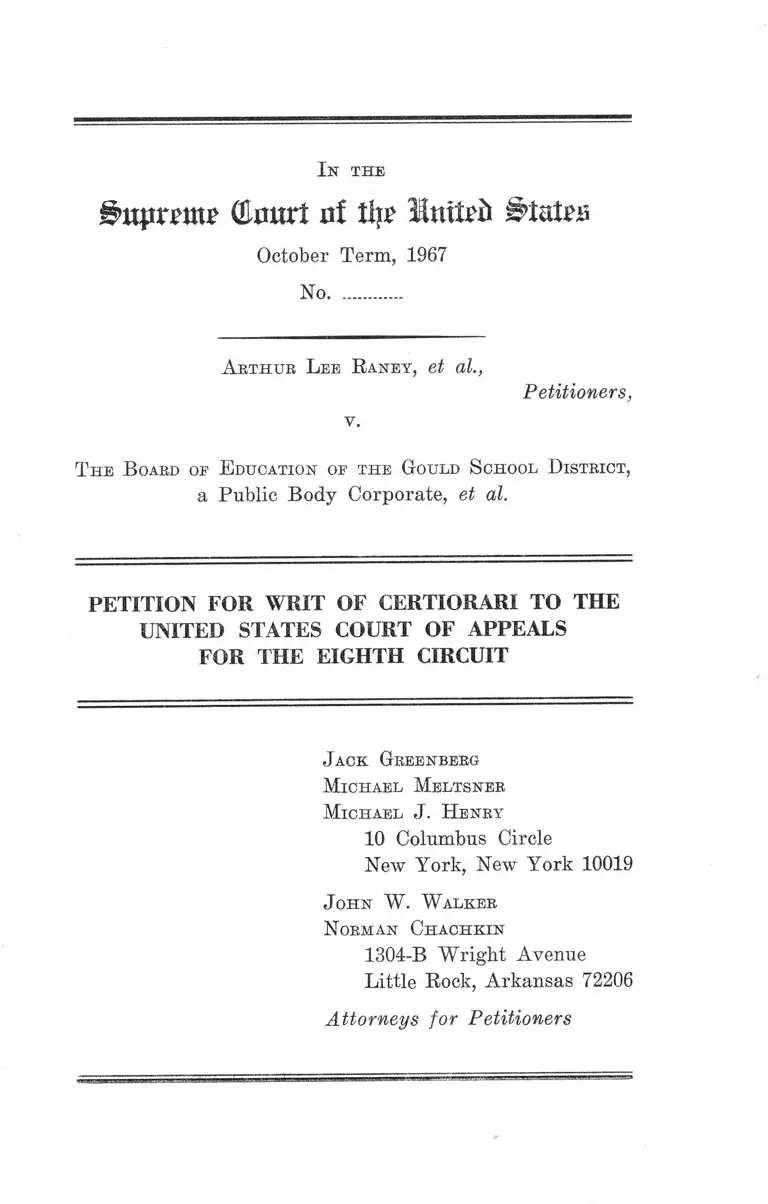 IN THE
Supreme Court of the United States
October Term, 1967
No. ............
ARTHUR LEE RANEY, et al.,
Petitioners,
v.
THE BOARD OF EDUCATION OF THE GOULD SCHOOL DISTRICT,
a Public Body Corporate, et al.
PETITION FOR WRIT OF CERTIORARI TO THE
UNITED STATES COURT OF APPEALS
FOR THE EIGHTH CIRCUIT
JACK GREENBERG
MICHAEL MELTSNER
MICHAEL J. HENRY
10 Columbus Circle
New York, New York 10019
JOHN W. WALKER
NORMAN CHACHKIN
1304-B Wright Avenue
Little Rock, Arkansas 72206
Attorneys for Petitioners